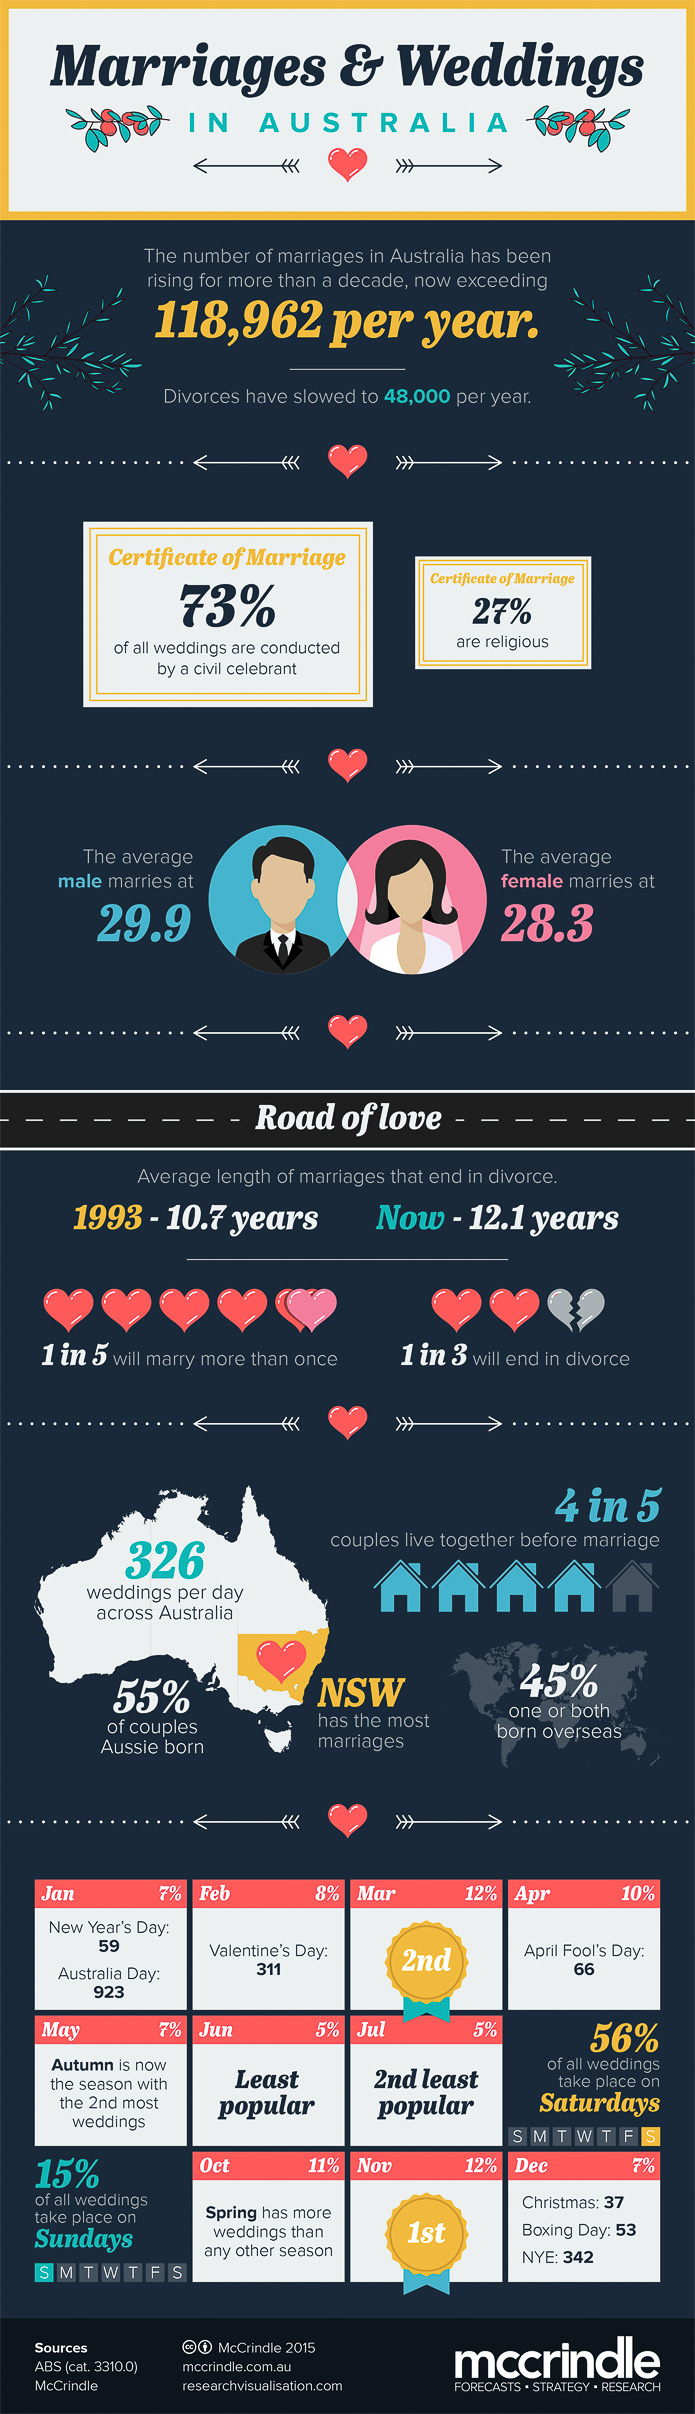 Marriages & Weddings
IN AUSTRALIA
The number of marriages in Australia has been
rising for more than a decade, now exceeding
118,962 per year.
Divorces have slowed to 48,000 per year.
Certificate of Marriage
73%
of all weddings are conducted
by a civil celebrant
Certificate of Marriage
27%
are religious
The average
male marries at
29.9
The average
female marries at
28.3
Road of love
Average length of marriages that end in divorce.
1993 - 10.7 years
Now - 12.1 years
1 in 5 will marry more than once
1 in 3 will end in divorce
326
weddings per day
across Australia
4 in 5
couples live together before marriage
55%
of couples
Aussie born
NSW
has the most
marriages
45%
one or both
born overseas
Jan 7%
New Year's Day:
59
Australia Day:
923
Feb 8%
Valentine's Day:
311
Mar 12%
2nd
Apr 10%
April Fool's Day:
66
May 7%
Autumn is now
the season with
the 2nd most
weddings
Jun 5%
Least
popular
Jul 5%
2nd least
popular
56%
of all weddings
take place on
Saturdays
S M T W T F S
15%
of all weddings
take place on
Sundays
S M T W T F S
Oct 11%
Spring has more
weddings than
any other season
Nov 12%
1st
Dec 7%
Christmas: 37
Boxing Day: 53
NYE: 342
Sources
ABS (cat. 3310.0)
McCrindle
cc McCrindle 2015
mccrindle.com.au
researchvisualisation.com
mccrindle
FORECASTS • STRATEGY • RESEARCH